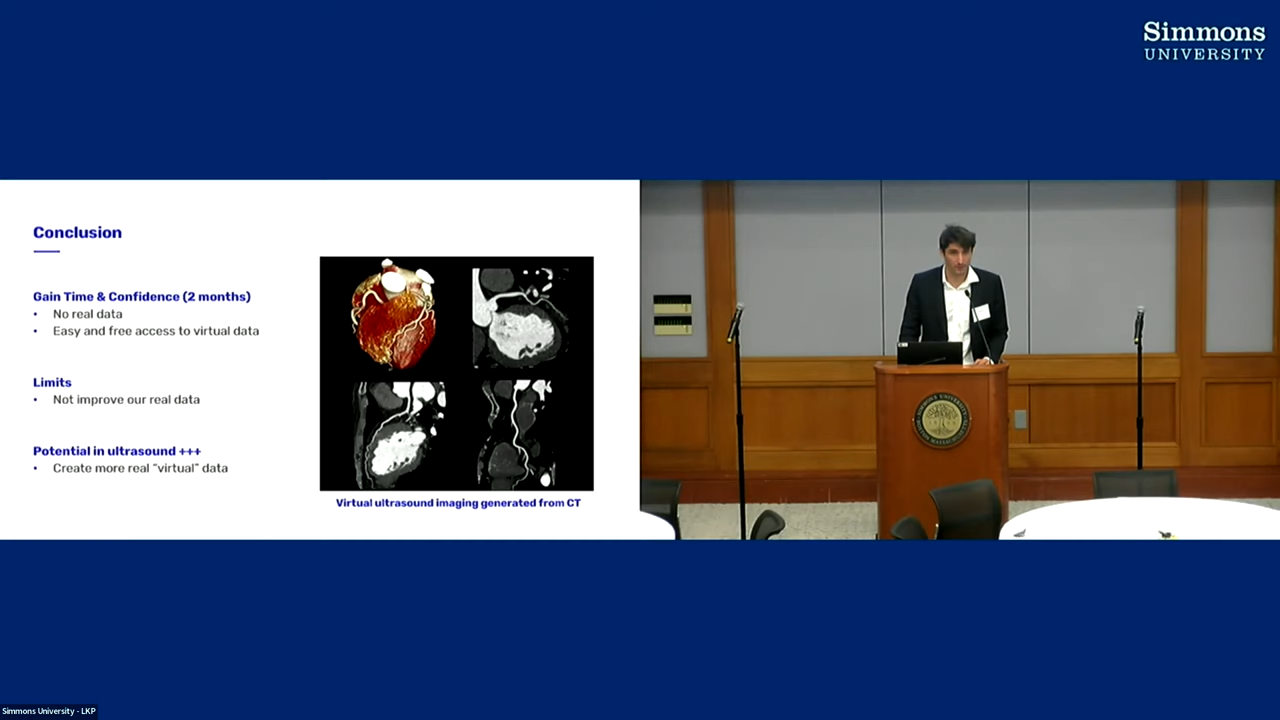 Simmons
UNIVERSITY
Conclusion
Gain Time & Confidence (2 months)
• No real data
• Easy and free access to virtual data
Limits
• Not improve our real data
Potential in ultrasound +++
• Create more real “virtual” data
Virtual ultrasound imaging generated from CT
Simmons University - LKP